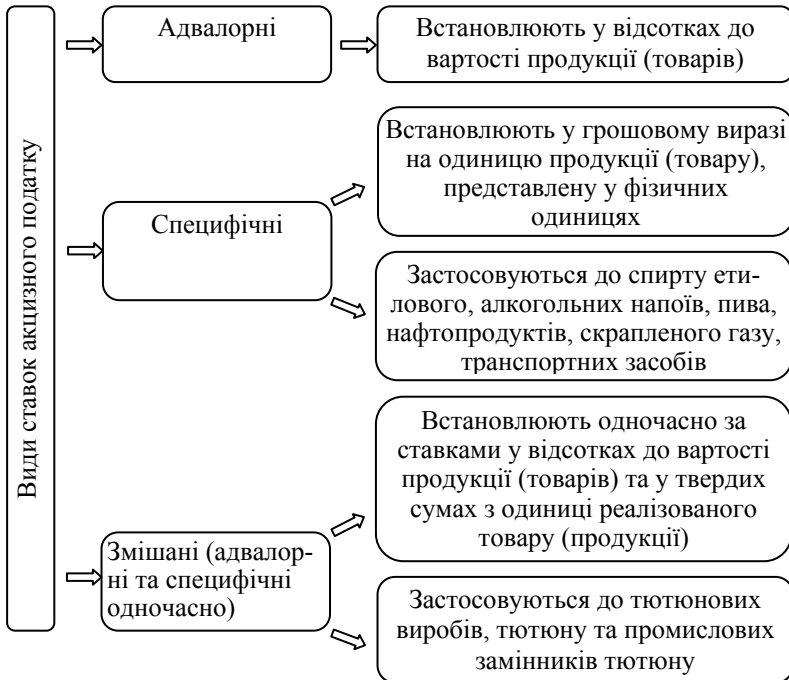 Види ставок акцизного податку
Адвалорні
Встановлюють у відсотках до
вартості продукції (товарів)
Специфічні
Встановлюють у грошовому виразі
на одиницю продукції (товару),
представлену у фізичних
одиницях
Застосовуються до спирту ети-
лового, алкогольних напоїв, пива,
нафтопродуктів, скрапленого газу,
транспортних засобів
Змішані (адвалор-
ні та специфічні
одночасно)
Встановлюють одночасно за
ставками у відсотках до вартості
продукції (товарів) та у твердих
сумах з одиниці реалізованого
товару (продукції)
Застосовуються до тютюнових
виробів, тютюну та промислових
замінників тютюну